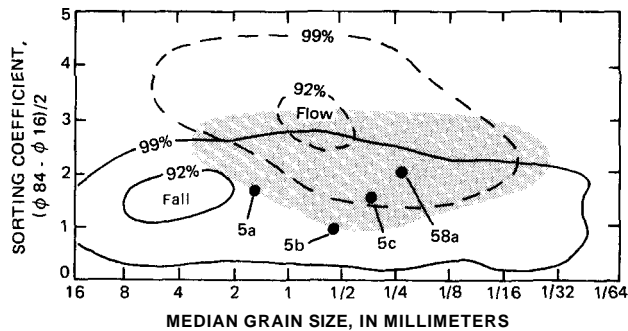 SORTING COEFFICIENT,
(ϕ 84 - ϕ 16)/2
5
4
3
2
1
0
99%
92%
Flow
99%
92%
Fall
5a
5b
5c
58a
16 8 4 2 1 1/2 1/4 1/8 1/16 1/32 1/64
MEDIAN GRAIN SIZE, IN MILLIMETERS